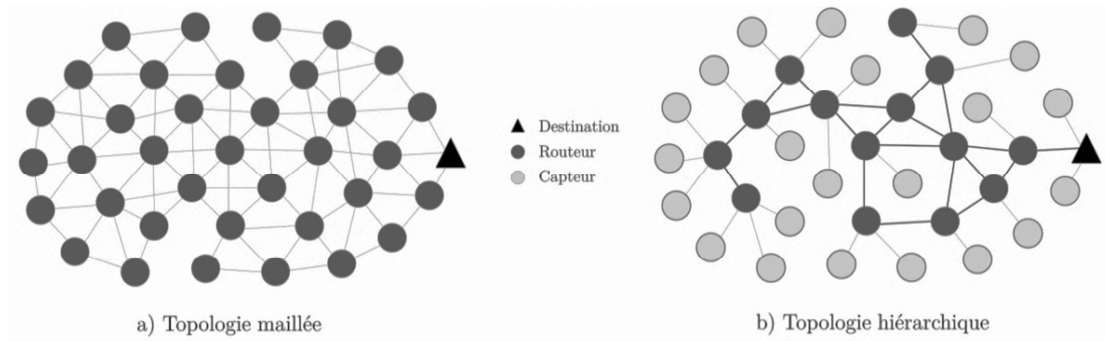 Destination
Routeur
Capteur
a) Topologie maillée
b) Topologie hiérarchique